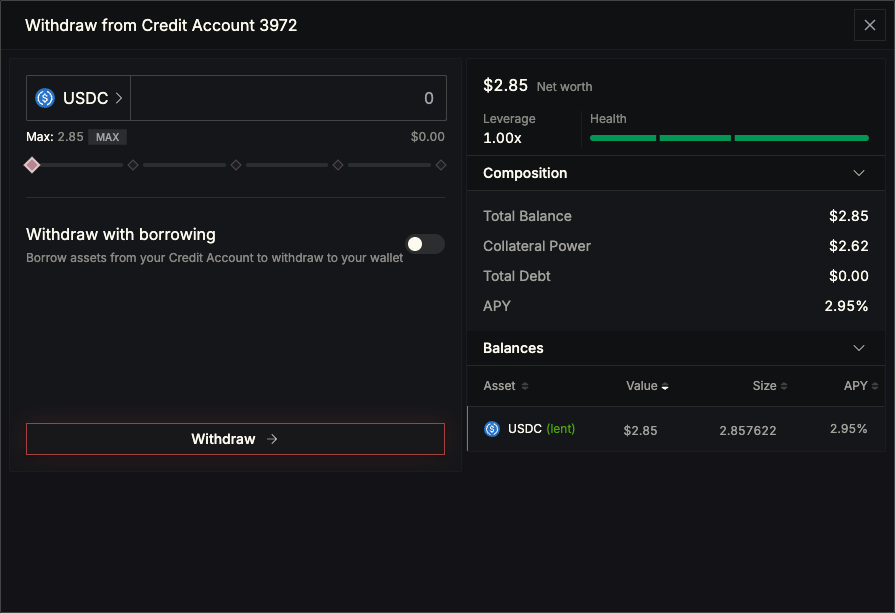 Withdraw from Credit Account 3972
USDC
0
Max: 2.85 MAX
$0.00
Withdraw with borrowing
Borrow assets from your Credit Account to withdraw to your wallet
Withdraw
$2.85 Net worth
Leverage
1.00x
Health
Composition
Total Balance $2.85
Collateral Power $2.62
Total Debt $0.00
APY 2.95%
Balances
Asset Value Size APY
USDC (lent) $2.85 2.857622 2.95%